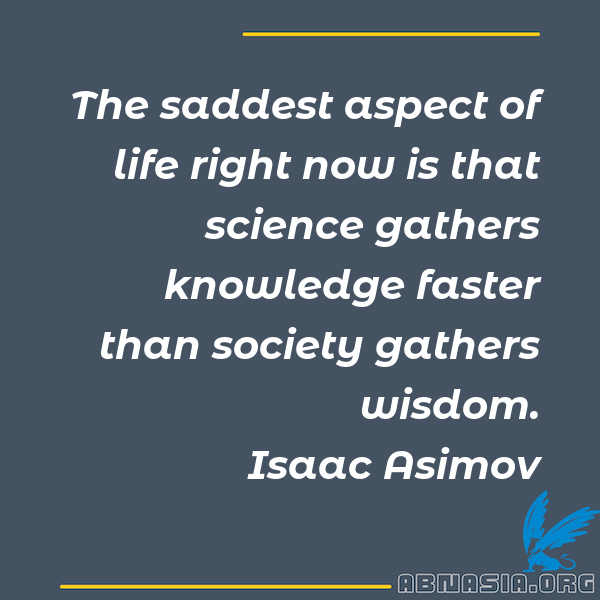 The saddest aspect of
life right now is that
science gathers
knowledge faster
than society gathers
wisdom.
Isaac Asimov
ABNASIA.ORG